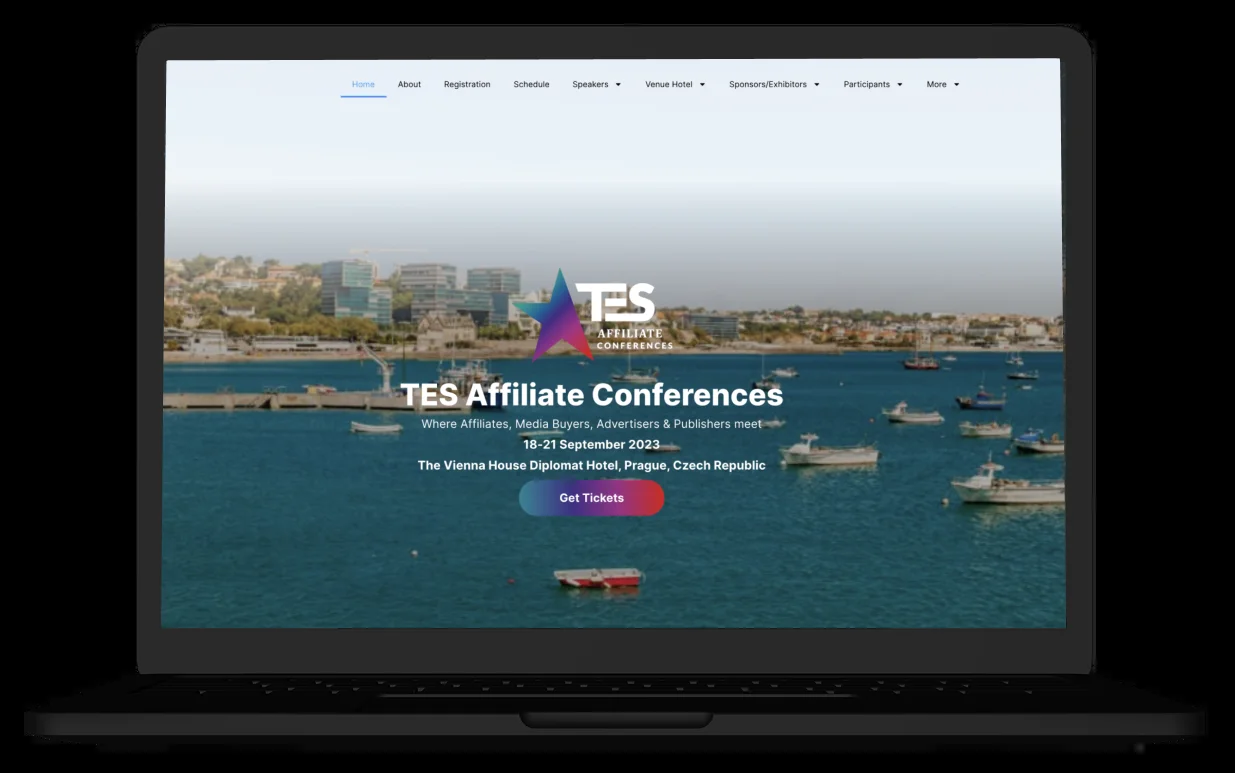 Home About Registration Schedule Speakers Venue Hotel Sponsors/Exhibitors Participants More
TES
AFFILIATE
CONFERENCES
TES Affiliate Conferences
Where Affiliates, Media Buyers, Advertisers & Publishers meet
18-21 September 2023
The Vienna House Diplomat Hotel, Prague, Czech Republic
Get Tickets